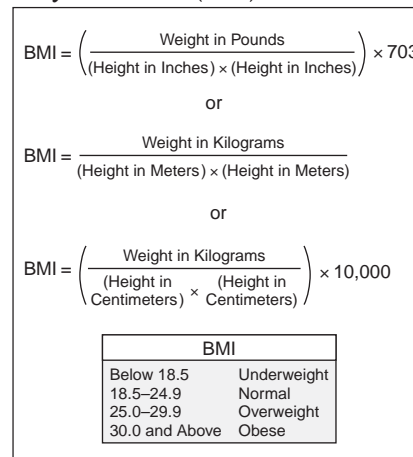 BMI = ( Weight in Pounds / (Height in Inches) × (Height in Inches) ) × 703
or
BMI = Weight in Kilograms / (Height in Meters) × (Height in Meters)
or
BMI = ( Weight in Kilograms / (Height in Centimeters) × (Height in Centimeters) ) × 10,000
BMI
Below 18.5 Underweight
18.5–24.9 Normal
25.0–29.9 Overweight
30.0 and Above Obese